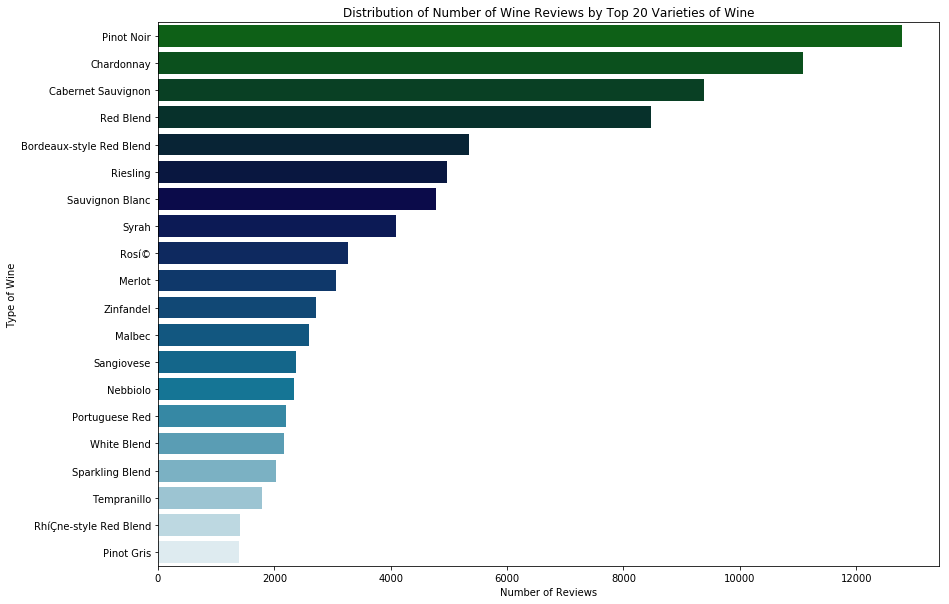 Distribution of Number of Wine Reviews by Top 20 Varieties of Wine
Type of Wine
Pinot Noir
Chardonnay
Cabernet Sauvignon
Red Blend
Bordeaux-style Red Blend
Riesling
Sauvignon Blanc
Syrah
Rosí©
Merlot
Zinfandel
Malbec
Sangiovese
Nebbiolo
Portuguese Red
White Blend
Sparkling Blend
Tempranillo
RhíÇne-style Red Blend
Pinot Gris
0 2000 4000 6000 8000 10000 12000
Number of Reviews